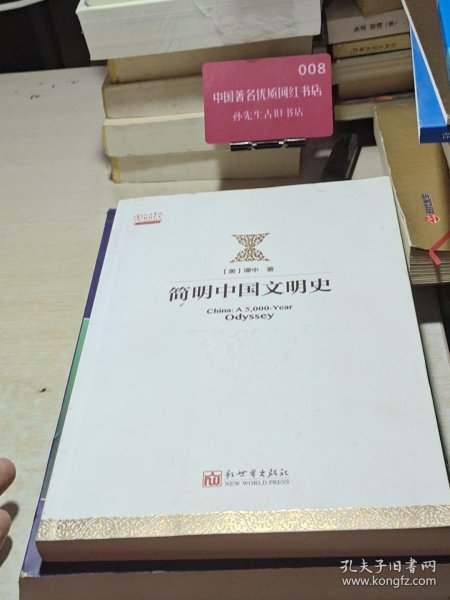 008
中国著名优质网红书店
孙先生古旧书店
[美]谭中 著
简明中国文明史
China: A 5,000-Year
Odyssey
新世界出版社
NEW WORLD PRESS
孔夫子旧书网
www.kongfz.com